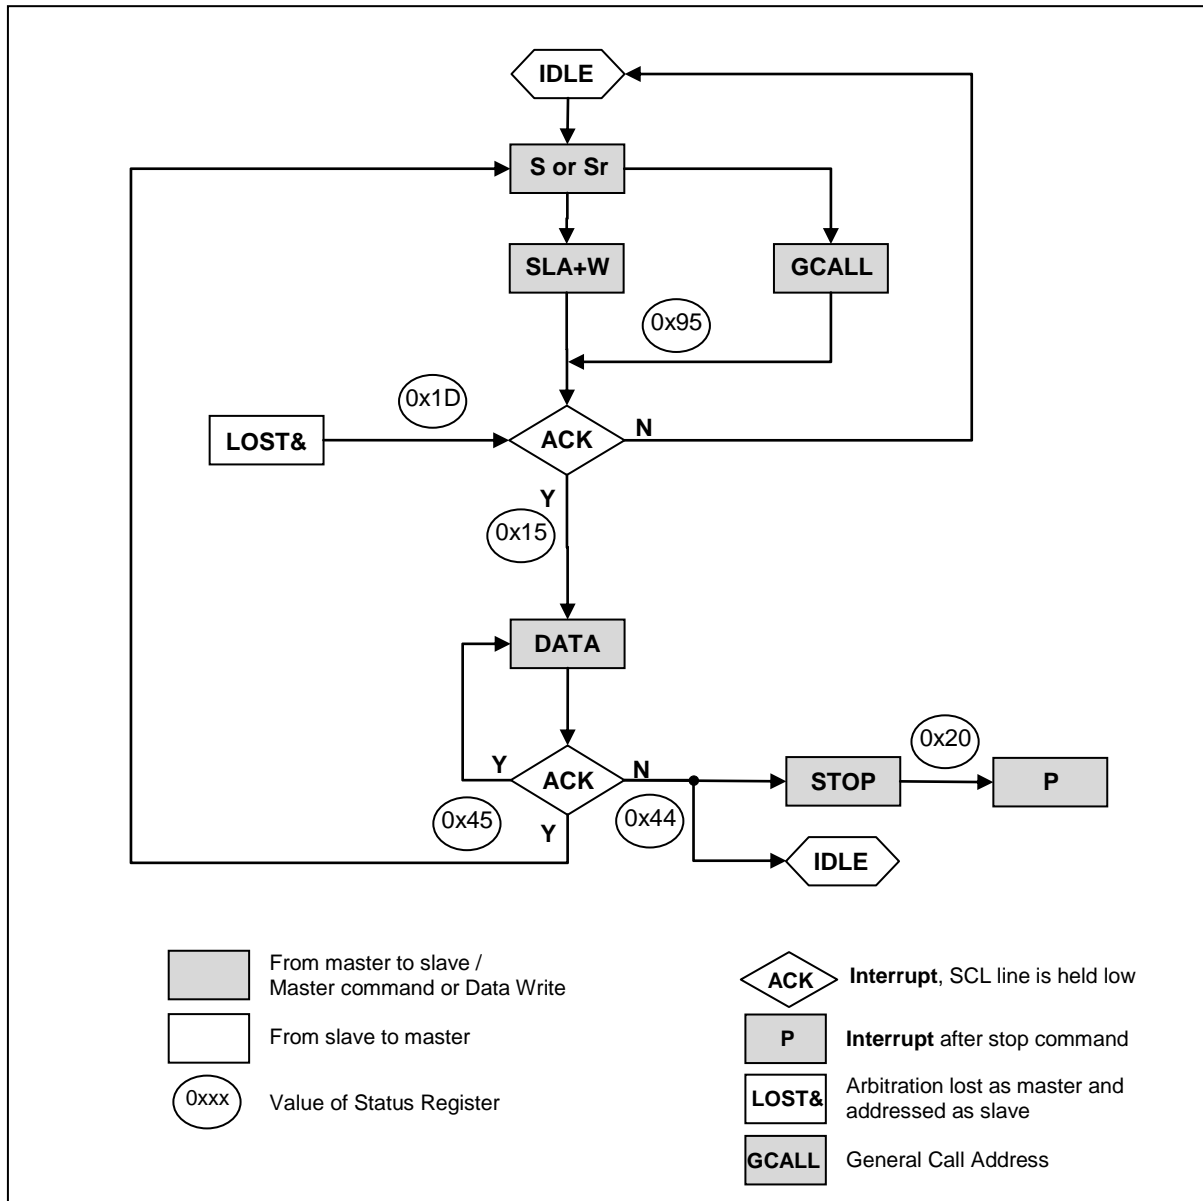 IDLE
S or Sr
SLA+W
GCALL
0x95
0x1D
LOST&
ACK
N
Y
0x15
DATA
0x20
Y
ACK
N
STOP
P
0x45
Y
0x44
IDLE
From master to slave /
Master command or Data Write
From slave to master
0xxx
Value of Status Register
ACK
Interrupt, SCL line is held low
P
Interrupt after stop command
LOST&
Arbitration lost as master and
addressed as slave
GCALL
General Call Address